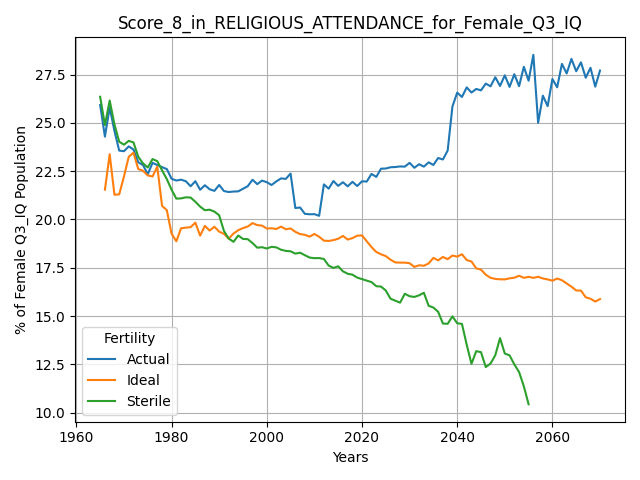 Score_8_in_RELIGIOUS_ATTENDANCE_for_Female_Q3_IQ
% of Female Q3_IQ Population
27.5
25.0
22.5
20.0
17.5
15.0
12.5
10.0
Fertility
Actual
Ideal
Sterile
1960 1980 2000 2020 2040 2060
Years